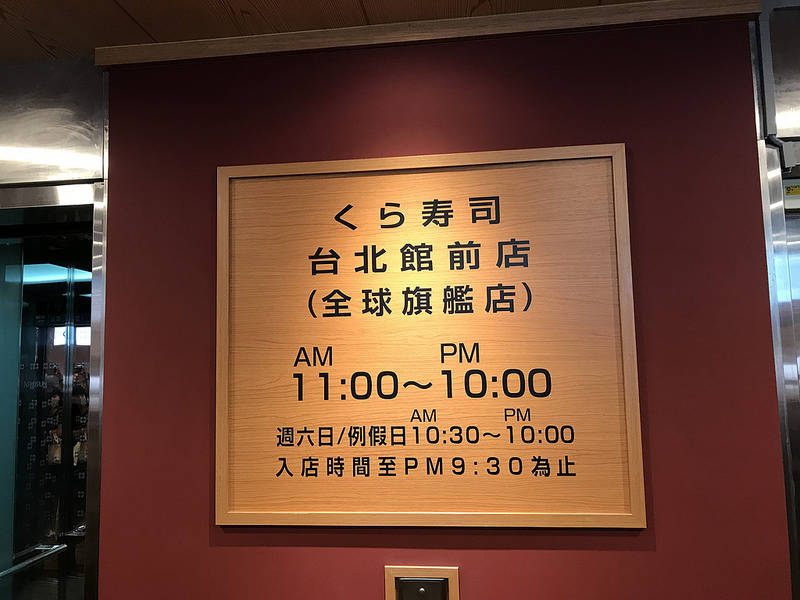 くら寿司
台北館前店
(全球旗艦店)
AM PM
11:00～10:00
AM PM
週六日/例假日10:30～10:00
入店時間至PM9:30為止